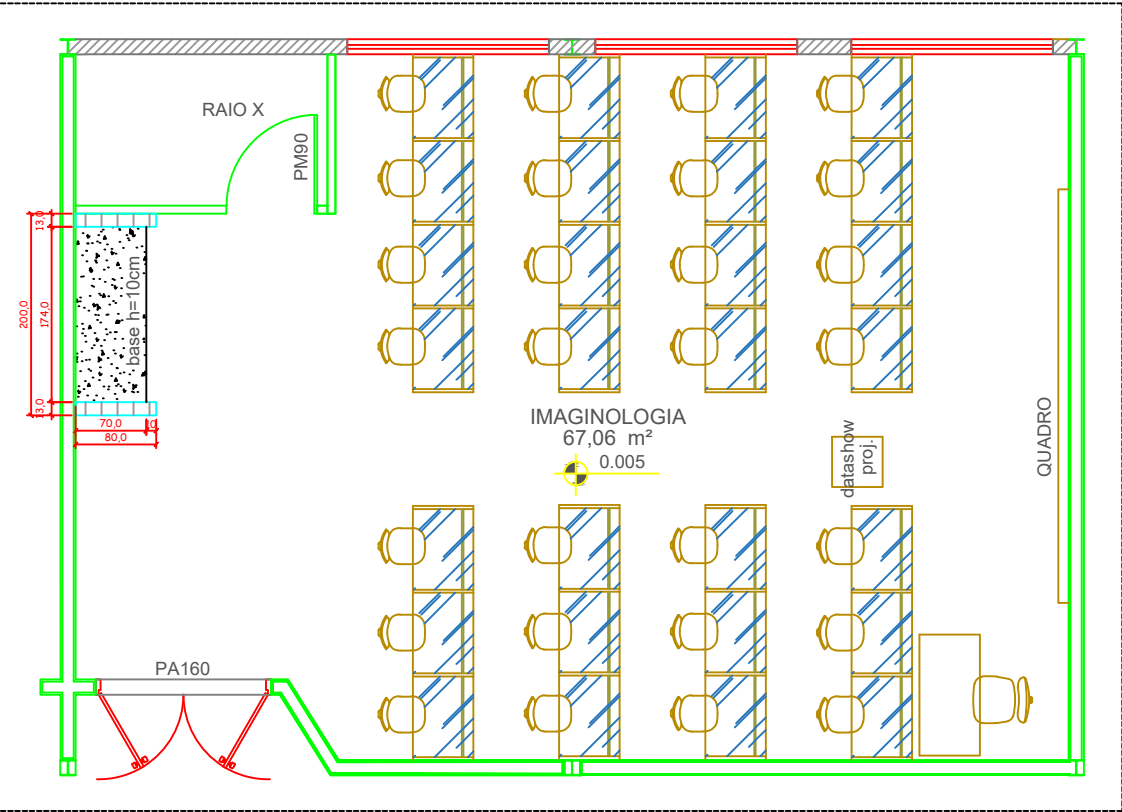 RAIO X
PM90
13,0
200,0
174,0
base h=100m
13,0
70,0
10
80,0
IMAGINOLOGIA
67,06 m²
0.005
datashow
proj.
QUADRO
PA160